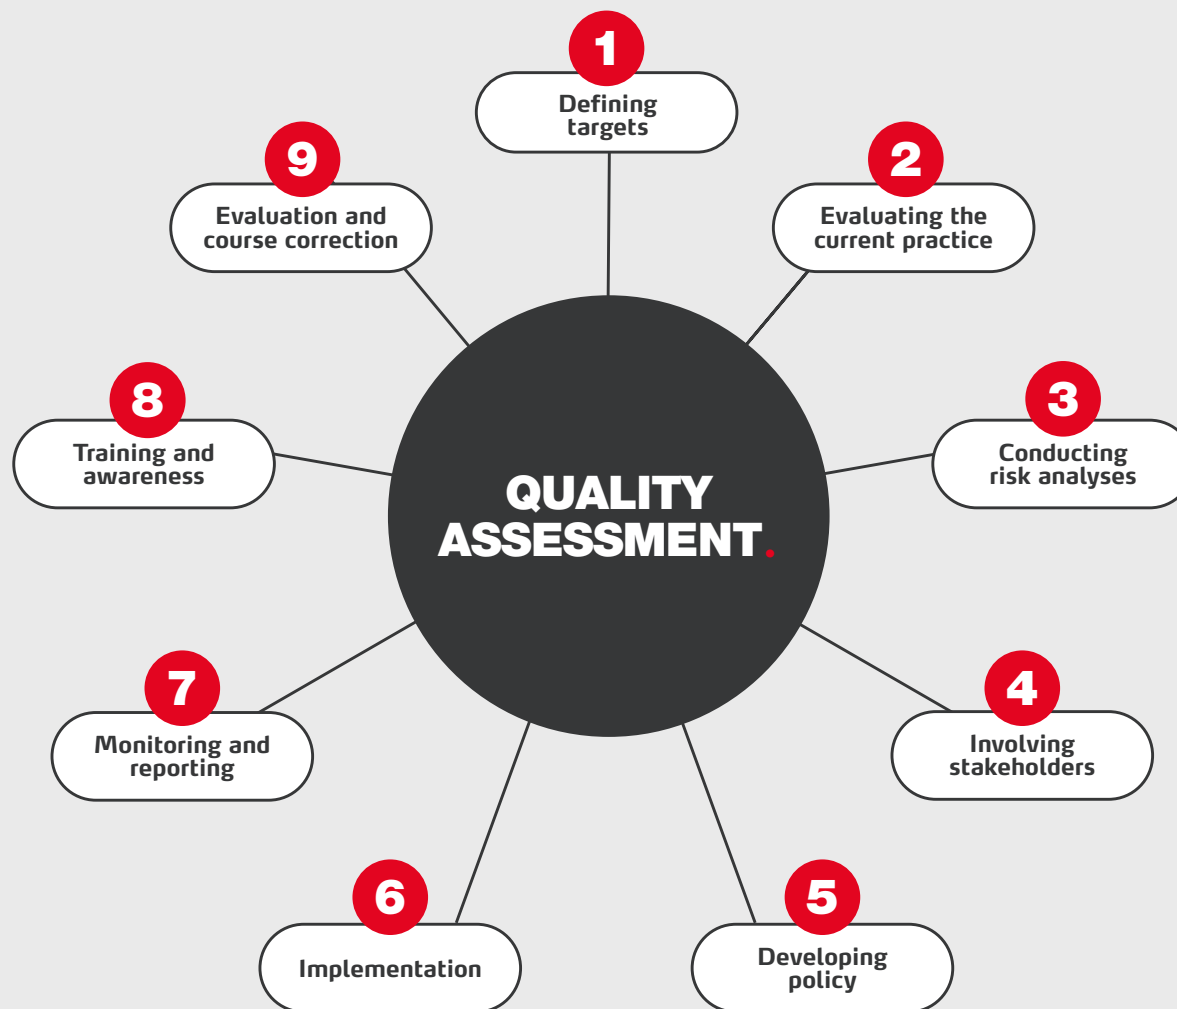 1
Defining
targets
2
Evaluating the
current practice
3
Conducting
risk analyses
4
Involving
stakeholders
5
Developing
policy
6
Implementation
7
Monitoring and
reporting
8
Training and
awareness
9
Evaluation and
course correction
QUALITY
ASSESSMENT.